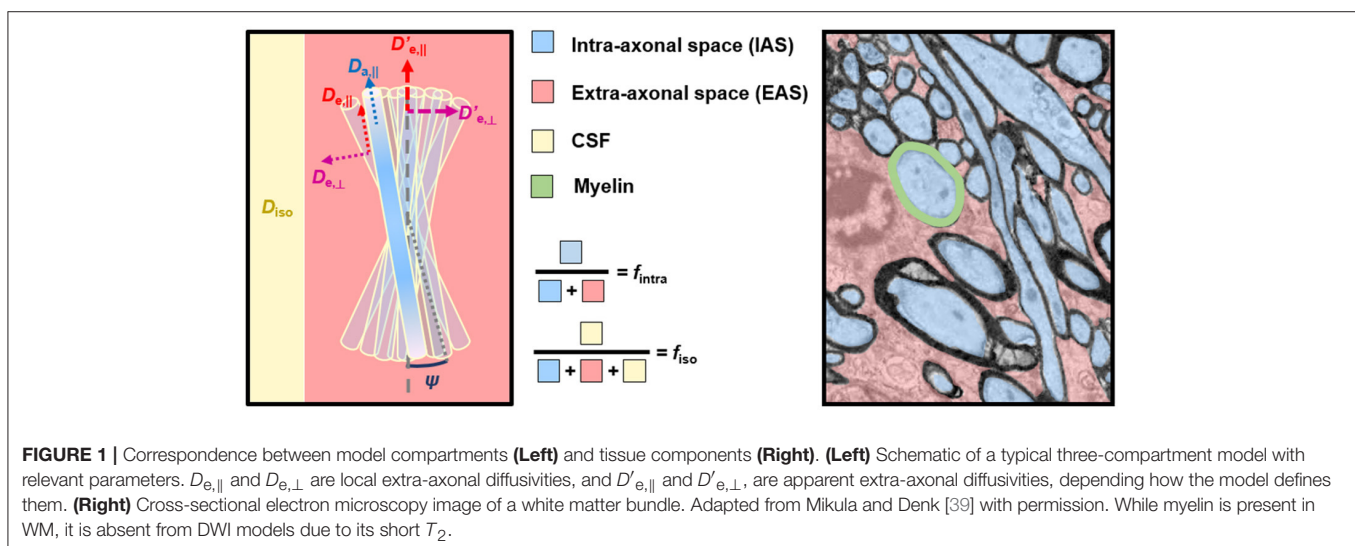 D'e,||
Da,||
De,||
D'e,⊥
De,⊥
Diso
ψ
Intra-axonal space (IAS)
Extra-axonal space (EAS)
CSF
Myelin
+
= fintra
+ +
= fiso
FIGURE 1 | Correspondence between model compartments (Left) and tissue components (Right). (Left) Schematic of a typical three-compartment model with
relevant parameters. De,|| and De,⊥ are local extra-axonal diffusivities, and D′e,|| and D′e,⊥, are apparent extra-axonal diffusivities, depending how the model defines
them. (Right) Cross-sectional electron microscopy image of a white matter bundle. Adapted from Mikula and Denk [39] with permission. While myelin is present in
WM, it is absent from DWI models due to its short T2.